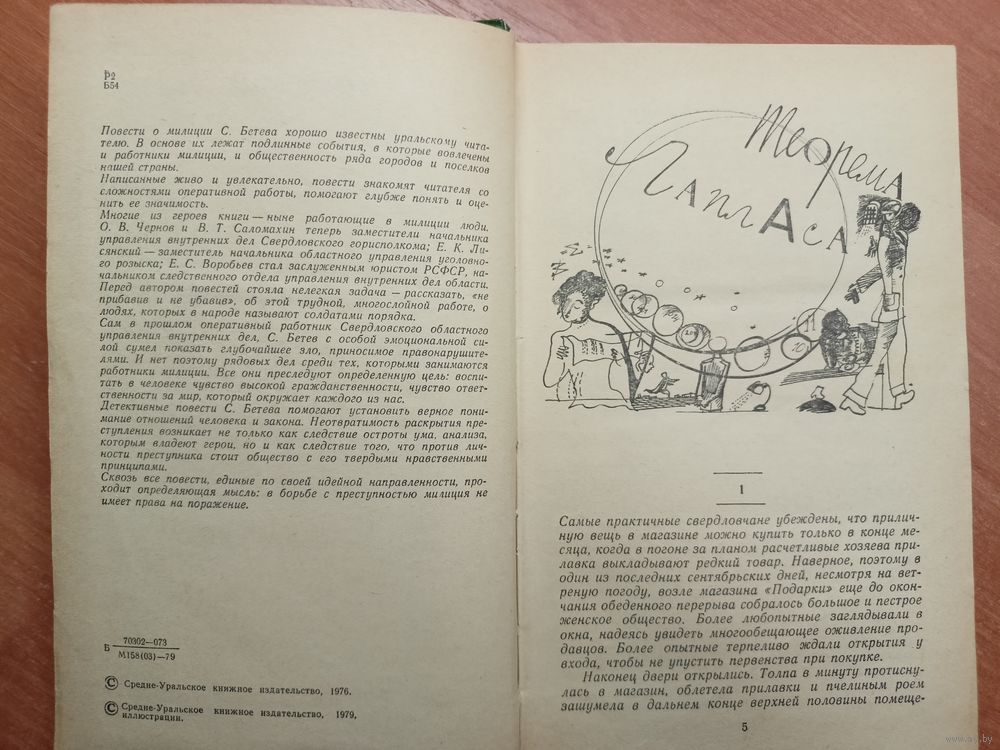 Р2
Б54
Повести о милиции С. Бетева хорошо известны уральскому чита-
телю. В основе их лежат подлинные события, в которые вовлечены
и работники милиции, и общественность ряда городов и поселков
нашей страны.
Написанные живо и увлекательно, повести знакомят читателя со
сложностями оперативной работы, помогают глубже понять и оце-
нить ее значимость.
Многие из героев книги — ныне работающие в милиции люди.
О. В. Чернов и В. Т. Саломахин теперь заместители начальника
управления внутренних дел Свердловского горисполкома; Е. К. Ли-
сянский — заместитель начальника областного управления уголовно-
го розыска; Е. С. Воробьев стал заслуженным юристом РСФСР, на-
чальником следственного отдела управления внутренних дел области.
Перед автором повестей стояла нелегкая задача — рассказать, «не
прибавив и не убавив», об этой трудной, многослойной работе, о
людях, которых в народе называют солдатами порядка.
Сам в прошлом оперативный работник Свердловского областного
управления внутренних дел, С. Бетев с особой эмоциональной си-
лой сумел показать глубочайшее зло, приносимое правонарушите-
лями. И нет поэтому рядовых дел среди тех, которыми занимаются
работники милиции. Все они преследуют определенную цель: воспи-
тать в человеке чувство высокой гражданственности, чувство ответ-
ственности за мир, который окружает каждого из нас.
Детективные повести С. Бетева помогают установить верное пони-
мание отношений человека и закона. Неотвратимость раскрытия пре-
ступления возникает не только как следствие остроты ума, анализа,
которым владеют герои, но и как следствие того, что против лич-
ности преступника стоит общество с его твердыми нравственными
принципами.
Сквозь все повести, единые по своей идейной направленности, про-
ходит определяющая мысль: в борьбе с преступностью милиция не
имеет права на поражение.
Б 70302—073
М158(03)—79
© Средне-Уральское книжное издательство, 1976.
© Средне-Уральское книжное издательство, 1979,
иллюстрации.
Теорема
Лапласа
11
10
1
Самые практичные свердловчане убеждены, что прилич-
ную вещь в магазине можно купить только в конце ме-
сяца, когда в погоне за планом расчетливые хозяева при-
лавка выкладывают редкий товар. Наверное, поэтому в
один из последних сентябрьских дней, несмотря на вет-
реную погоду, возле магазина «Подарки» еще до окон-
чания обеденного перерыва собралось большое и пестрое
женское общество. Более любопытные заглядывали в
окна, надеясь увидеть многообещающее оживление про-
давцов. Более опытные терпеливо ждали открытия у
входа, чтобы не упустить первенства при покупке.
Наконец двери открылись. Толпа в минуту протисну-
лась в магазин, облетела прилавки и пчелиным роем
зашумела в дальнем конце верхней половины помеще-
5